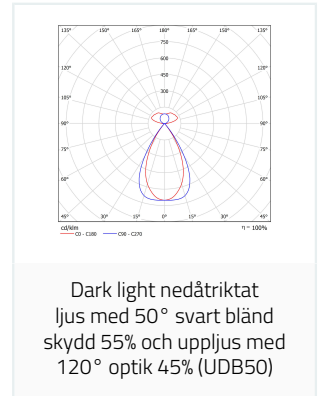 135° 150° 165° 180° 165° 150° 135°
750
120° 600 120°
450
105° 300 105°
90° 90°
75° 75°
60° 60°
45° 30° 15° 0° 15° 30° 45°
cd/klm η = 100%
C0 - C180 C90 - C270
Dark light nedåtriktat
ljus med 50° svart bländ
skydd 55% och uppljus med
120° optik 45% (UDB50)